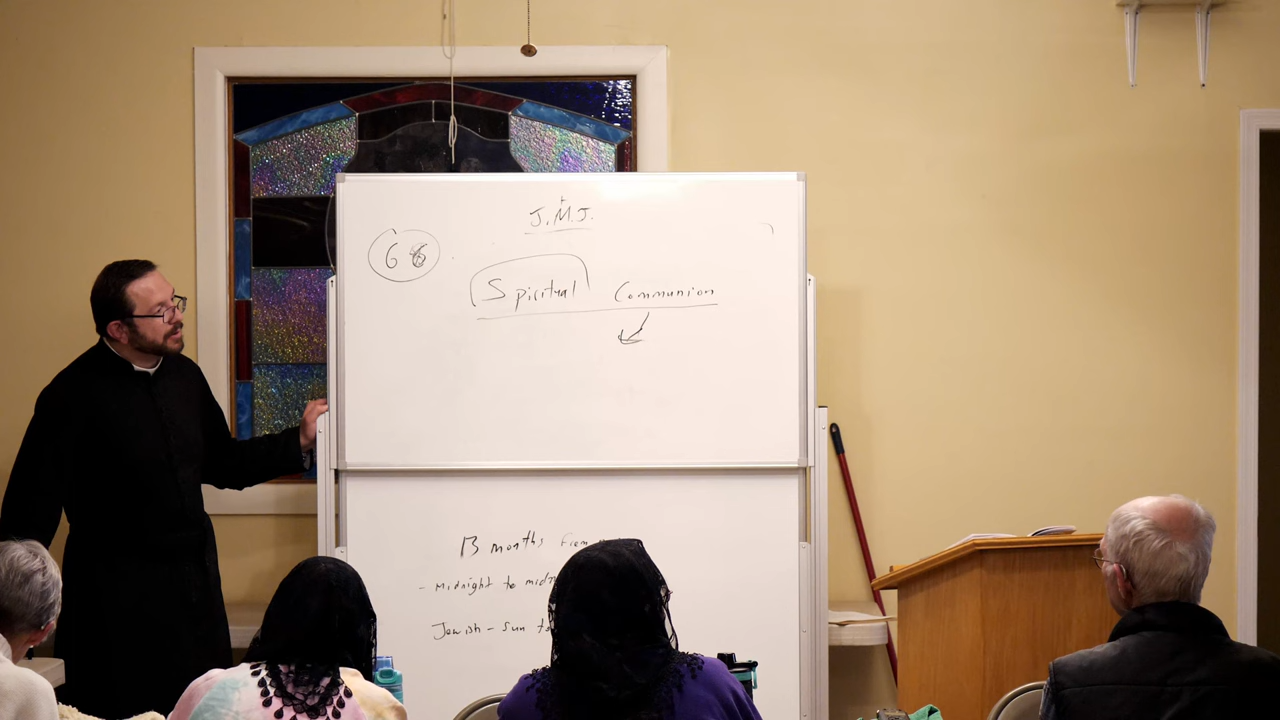 J.M.J.
66
Spiritual Communion
13 months
- Midnight to
Jewish - Sun